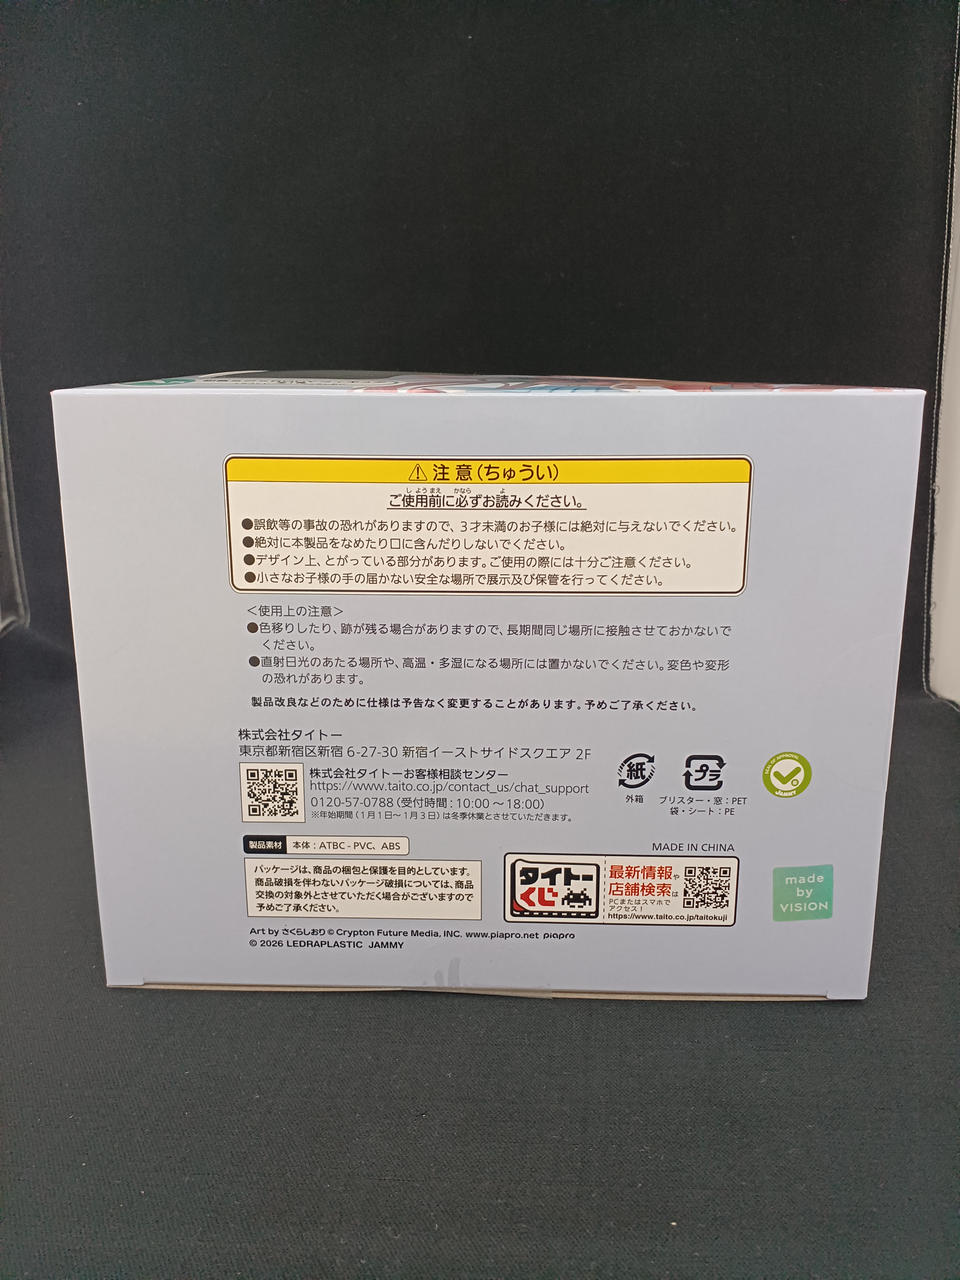 注意(ちゅうい)
ご使用前に必ずお読みください。
●誤飲等の事故の恐れがありますので、3才未満のお子様には絶対に与えないでください。
●絶対に本製品をなめたり口に含んだりしないでください。
●デザイン上、とがっている部分があります。ご使用の際には十分ご注意ください。
●小さなお子様の手の届かない安全な場所で展示及び保管を行ってください。
<使用上の注意>
●色移りしたり、跡が残る場合がありますので、長期間同じ場所に接触させておかないで
ください。
●直射日光のあたる場所や、高温・多湿になる場所には置かないでください。変色や変形
の恐れがあります。
製品改良などのために仕様は予告なく変更することがあります。予めご了承ください。
株式会社タイトー
東京都新宿区新宿 6-27-30 新宿イーストサイドスクエア 2F
株式会社タイトーお客様相談センター
https://www.taito.co.jp/contact_us/chat_support
0120-57-0788(受付時間:10:00~18:00)
※年始期間(1月1日~1月3日)は冬季休業とさせていただきます。
紙
外箱
プラ
ブリスター・窓:PET
袋・シート:PE
SEAL OF APPROVAL
JAMMY
製品素材
本体:ATBC-PVC、ABS
MADE IN CHINA
パッケージは、商品の梱包と保護を目的としています。
商品破損を伴わないパッケージ破損については、商品
交換の対象外とさせていただく場合がございますので
予めご了承ください。
タイトー
くじ
最新情報や
店舗検索は
PCまたはスマホで
アクセス!
https://www.taito.co.jp/taitokuji
made
by
VISION
Art by さくらしおり © Crypton Future Media, INC. www.piapro.net piapro
© 2026 LEDRAPLASTIC JAMMY